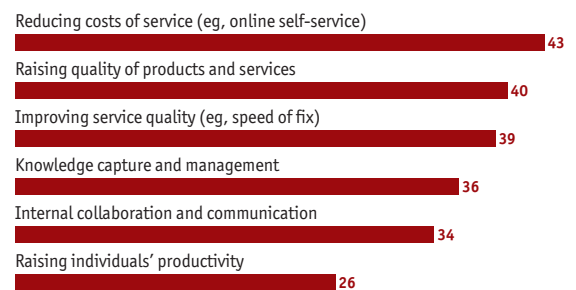 Reducing costs of service (eg, online self-service)
43
Raising quality of products and services
40
Improving service quality (eg, speed of fix)
39
Knowledge capture and management
36
Internal collaboration and communication
34
Raising individuals’ productivity
26